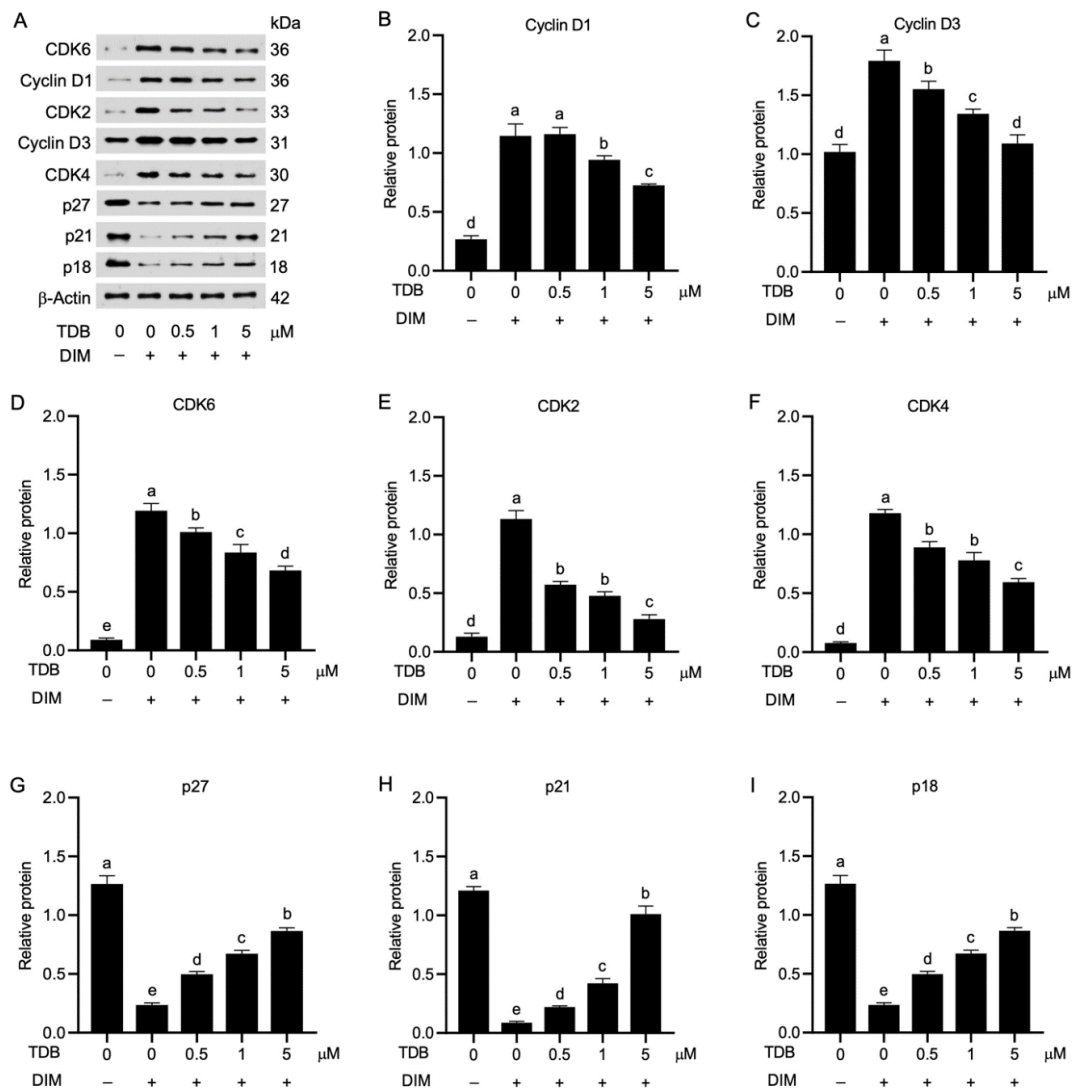 A
kDa
CDK6 36
Cyclin D1 36
CDK2 33
Cyclin D3 31
CDK4 30
p27 27
p21 21
p18 18
β-Actin 42
TDB 0 0 0.5 1 5 μM
DIM – + + + +
B
Cyclin D1
Relative protein
2.0
1.5
1.0
0.5
0.0
d a a b c
TDB 0 0 0.5 1 5 μM
DIM – + + + +
C
Cyclin D3
Relative protein
2.0
1.5
1.0
0.5
0.0
d a b c d
TDB 0 0 0.5 1 5 μM
DIM – + + + +
D
CDK6
Relative protein
2.0
1.5
1.0
0.5
0.0
e a b c d
TDB 0 0 0.5 1 5 μM
DIM – + + + +
E
CDK2
Relative protein
2.0
1.5
1.0
0.5
0.0
d a b b c
TDB 0 0 0.5 1 5 μM
DIM – + + + +
F
CDK4
Relative protein
2.0
1.5
1.0
0.5
0.0
d a b b c
TDB 0 0 0.5 1 5 μM
DIM – + + + +
G
p27
Relative protein
2.0
1.5
1.0
0.5
0.0
a e d c b
TDB 0 0 0.5 1 5 μM
DIM – + + + +
H
p21
Relative protein
2.0
1.5
1.0
0.5
0.0
a e d c b
TDB 0 0 0.5 1 5 μM
DIM – + + + +
I
p18
Relative protein
2.0
1.5
1.0
0.5
0.0
a e d c b
TDB 0 0 0.5 1 5 μM
DIM – + + + +